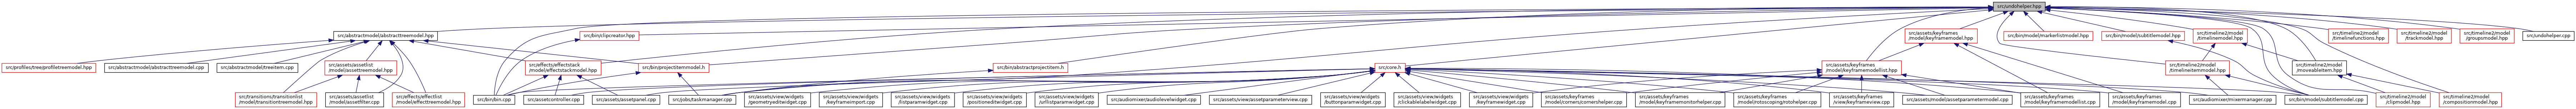 src/undohelper.hpp
src/abstractmodel/abstracttreemodel.hpp
src/bin/clipcreator.hpp
src/assets/keyframes
/model/keyframemodel.hpp
src/bin/model/markerlistmodel.hpp
src/bin/model/subtitlemodel.hpp
src/timeline2/model
/timelinemodel.hpp
src/timeline2/model
/timelinefunctions.hpp
src/timeline2/model
/trackmodel.hpp
src/timeline2/model
/groupsmodel.hpp
src/undohelper.cpp
src/profiles/tree/profiletreemodel.hpp
src/abstractmodel/abstracttreemodel.cpp
src/abstractmodel/treeitem.cpp
src/assets/assetlist
/model/assettreemodel.hpp
src/effects/effectstack
/model/effectstackmodel.hpp
src/bin/projectitemmodel.h
src/bin/abstractprojectitem.h
src/core.h
src/assets/keyframes
/model/keyframemodellist.hpp
src/timeline2/model
/timelineitemmodel.hpp
src/timeline2/model
/movableitem.hpp
src/transitions/transitionlist
/model/transitiontreemodel.hpp
src/assets/assetlist
/model/assetfilter.cpp
src/effects/effectlist
/model/effecttreemodel.hpp
src/bin/bin.cpp
src/assetcontroller.cpp
src/assets/assetpanel.cpp
src/jobs/taskmanager.cpp
src/assets/view/widgets
/geometryeditwidget.cpp
src/assets/view/widgets
/keyframeimport.cpp
src/assets/view/widgets
/listparamwidget.cpp
src/assets/view/widgets
/positioneditwidget.cpp
src/assets/view/widgets
/urllistparamwidget.cpp
src/audiomixer/audiolevelwidget.cpp
src/assets/view/assetparameterview.cpp
src/assets/view/widgets
/buttonparamwidget.cpp
src/assets/view/widgets
/clickablelabelwidget.cpp
src/assets/view/widgets
/keyframewidget.cpp
src/assets/keyframes
/model/corners/cornershelper.cpp
src/assets/keyframes
/model/keyframemonitorhelper.cpp
src/assets/keyframes
/model/rotoscoping/rotohelper.cpp
src/assets/keyframes
/view/keyframeview.cpp
src/assets/model/assetparametermodel.cpp
src/assets/keyframes
/model/keyframemodellist.cpp
src/assets/keyframes
/model/keyframemodel.cpp
src/audiomixer/mixermanager.cpp
src/bin/model/subtitlemodel.cpp
src/timeline2/model
/clipmodel.hpp
src/timeline2/model
/compositionmodel.hpp